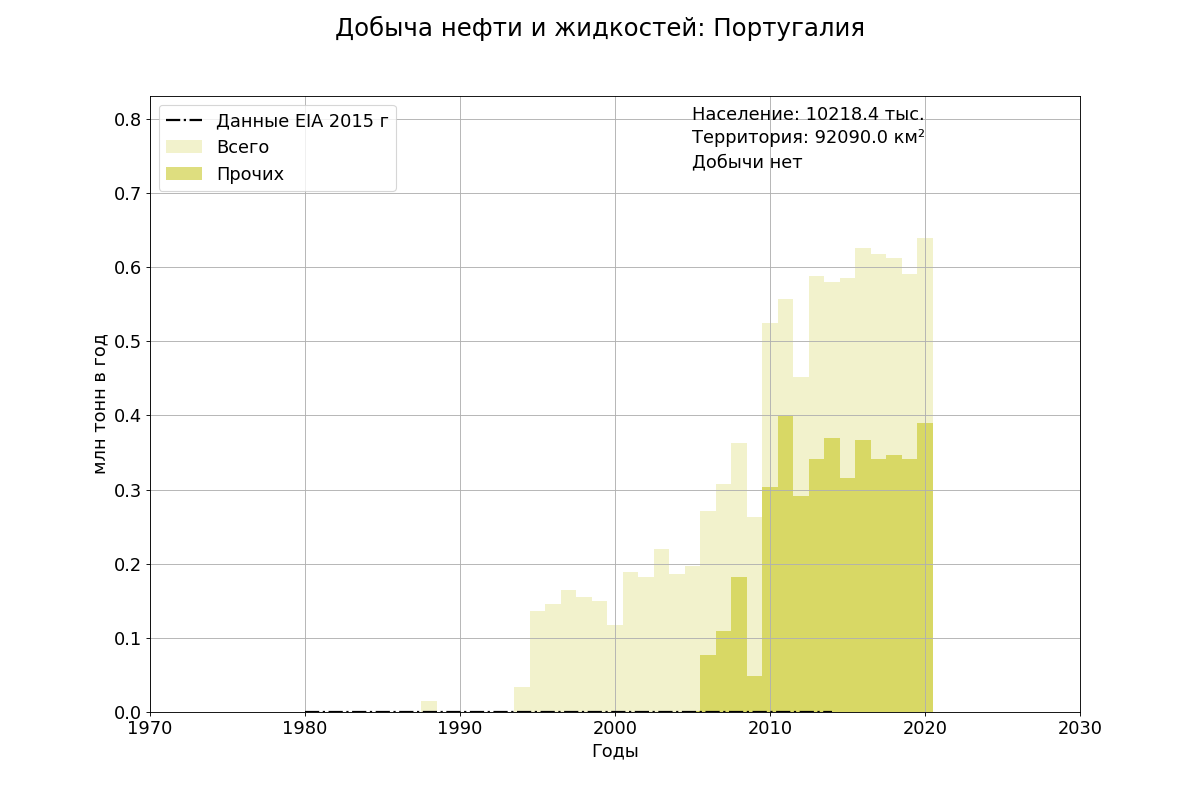 Добыча нефти и жидкостей: Португалия
Данные EIA 2015 г
Всего
Прочих
Население: 10218.4 тыс.
Территория: 92090.0 км²
Добычи нет
млн тонн в год
0.8
0.7
0.6
0.5
0.4
0.3
0.2
0.1
0.0
1970 1980 1990 2000 2010 2020 2030
Годы